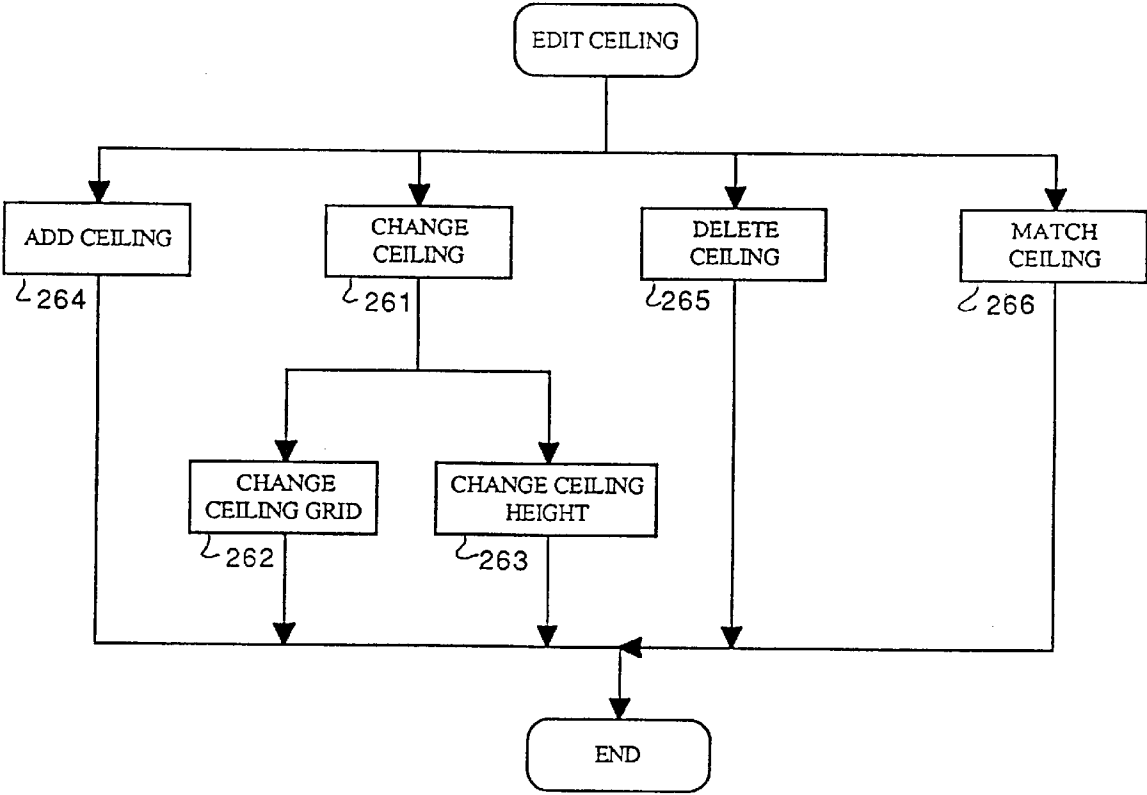 EDIT CEILING
ADD CEILING
264
CHANGE
CEILING
261
DELETE
CEILING
265
MATCH
CEILING
266
CHANGE
CEILING GRID
262
CHANGE CEILING
HEIGHT
263
END